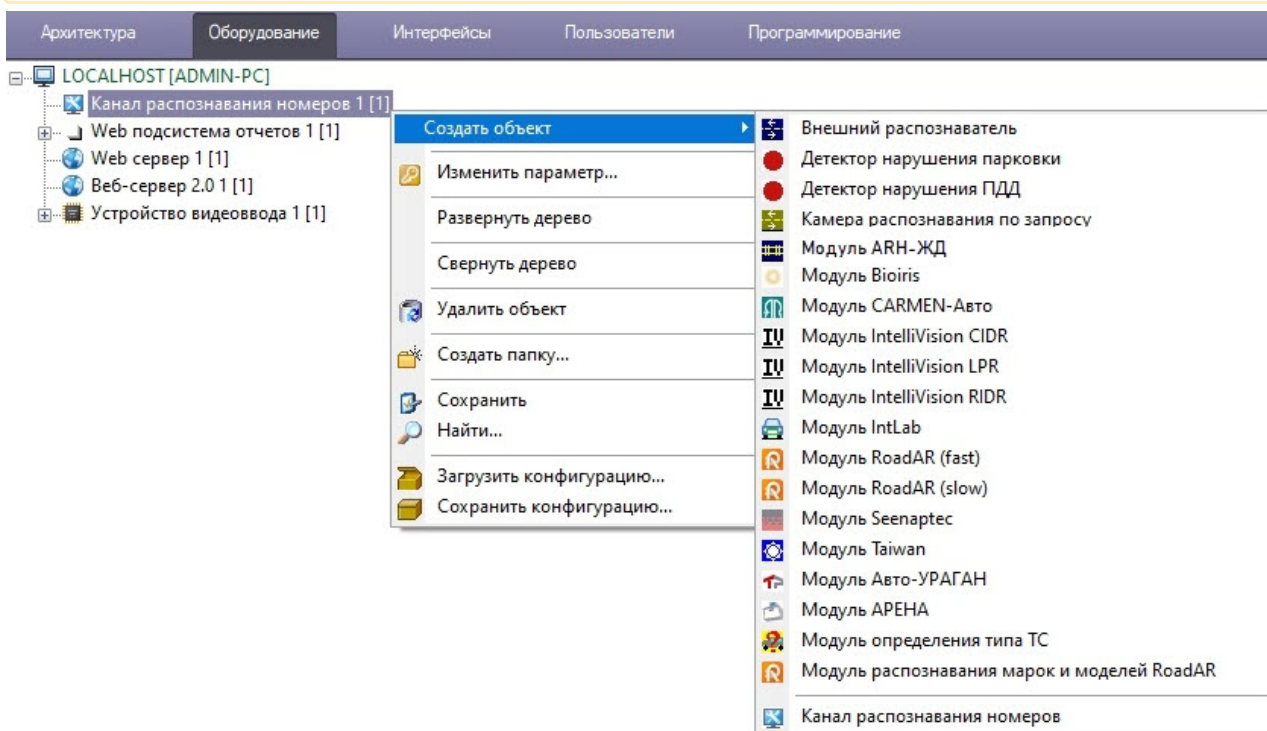 Архитектура Оборудование Интерфейсы Пользователи Программирование
LOCALHOST [ADMIN-PC]
Канал распознавания номеров 1 [1]
Web подсистема отчетов 1 [1]
Web сервер 1 [1]
Веб-сервер 2.0 1 [1]
Устройство видеоввода 1 [1]
Создать объект
Изменить параметр...
Развернуть дерево
Свернуть дерево
Удалить объект
Создать папку...
Сохранить
Найти...
Загрузить конфигурацию...
Сохранить конфигурацию...
Внешний распознаватель
Детектор нарушения парковки
Детектор нарушения ПДД
Камера распознавания по запросу
Модуль ARH-ЖД
Модуль Bioiris
Модуль CARMEN-Авто
Модуль IntelliVision CIDR
Модуль IntelliVision LPR
Модуль IntelliVision RIDR
Модуль IntLab
Модуль RoadAR (fast)
Модуль RoadAR (slow)
Модуль Seenaptec
Модуль Taiwan
Модуль Авто-УРАГАН
Модуль АРЕНА
Модуль определения типа ТС
Модуль распознавания марок и моделей RoadAR
Канал распознавания номеров